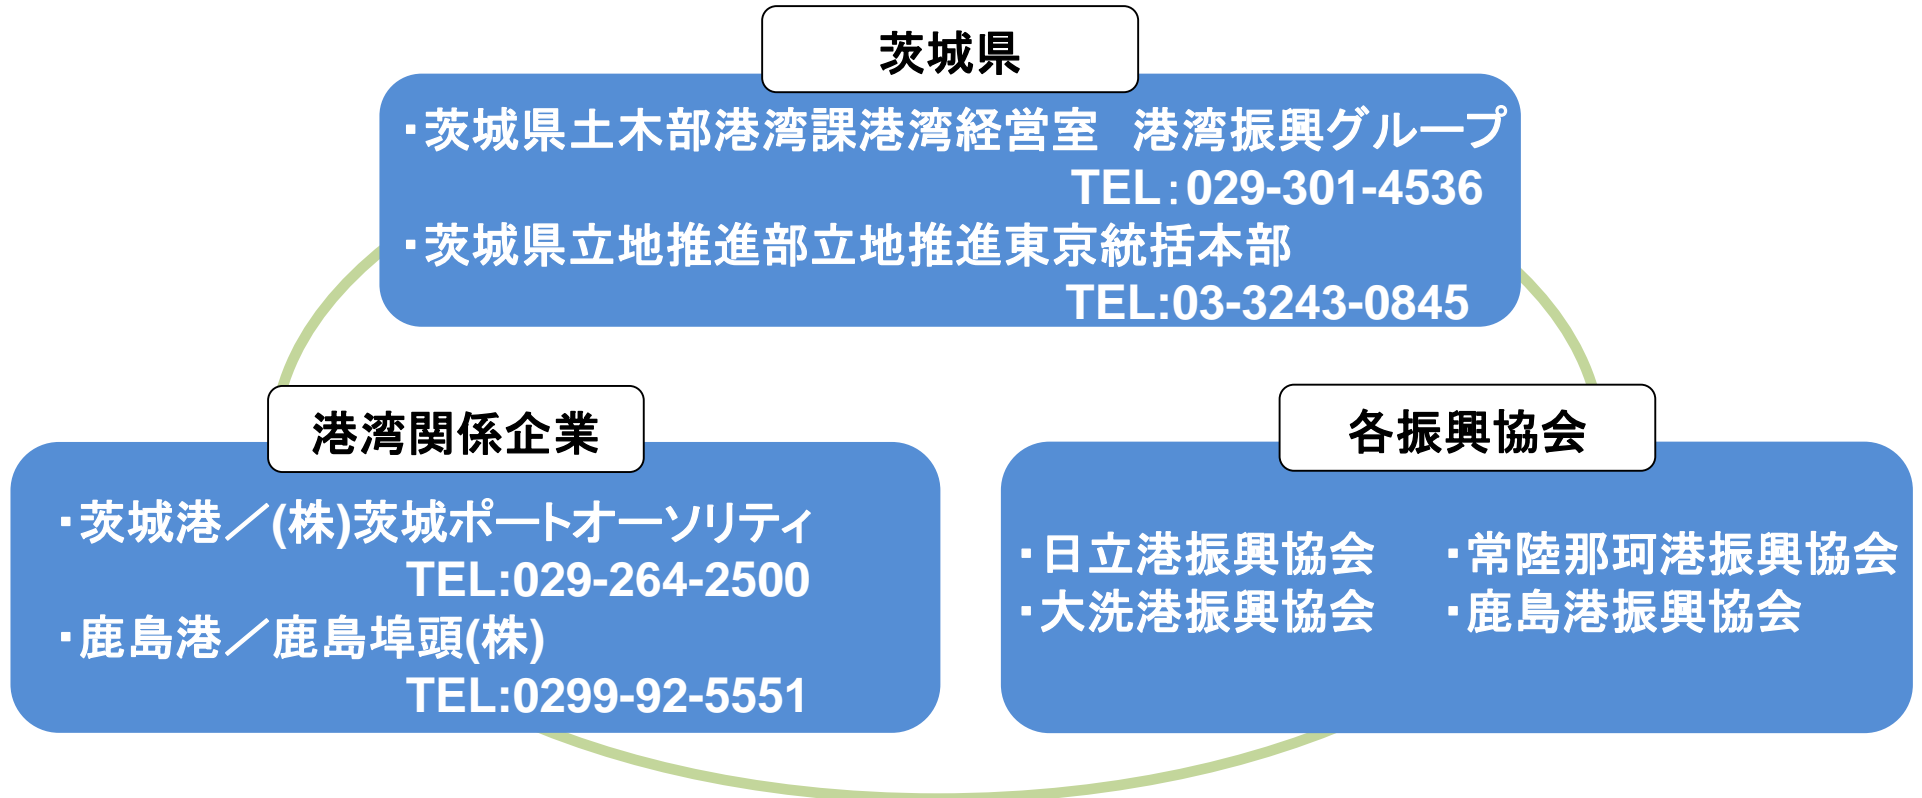 茨城県
・茨城県土木部港湾課港湾経営室　港湾振興グループ
TEL：029-301-4536
・茨城県立地推進部立地推進東京統括本部
TEL:03-3243-0845
港湾関係企業
・茨城港／(株)茨城ポートオーソリティ
TEL:029-264-2500
・鹿島港／鹿島埠頭(株)
TEL:0299-92-5551
各振興協会
・日立港振興協会　・常陸那珂港振興協会
・大洗港振興協会　・鹿島港振興協会